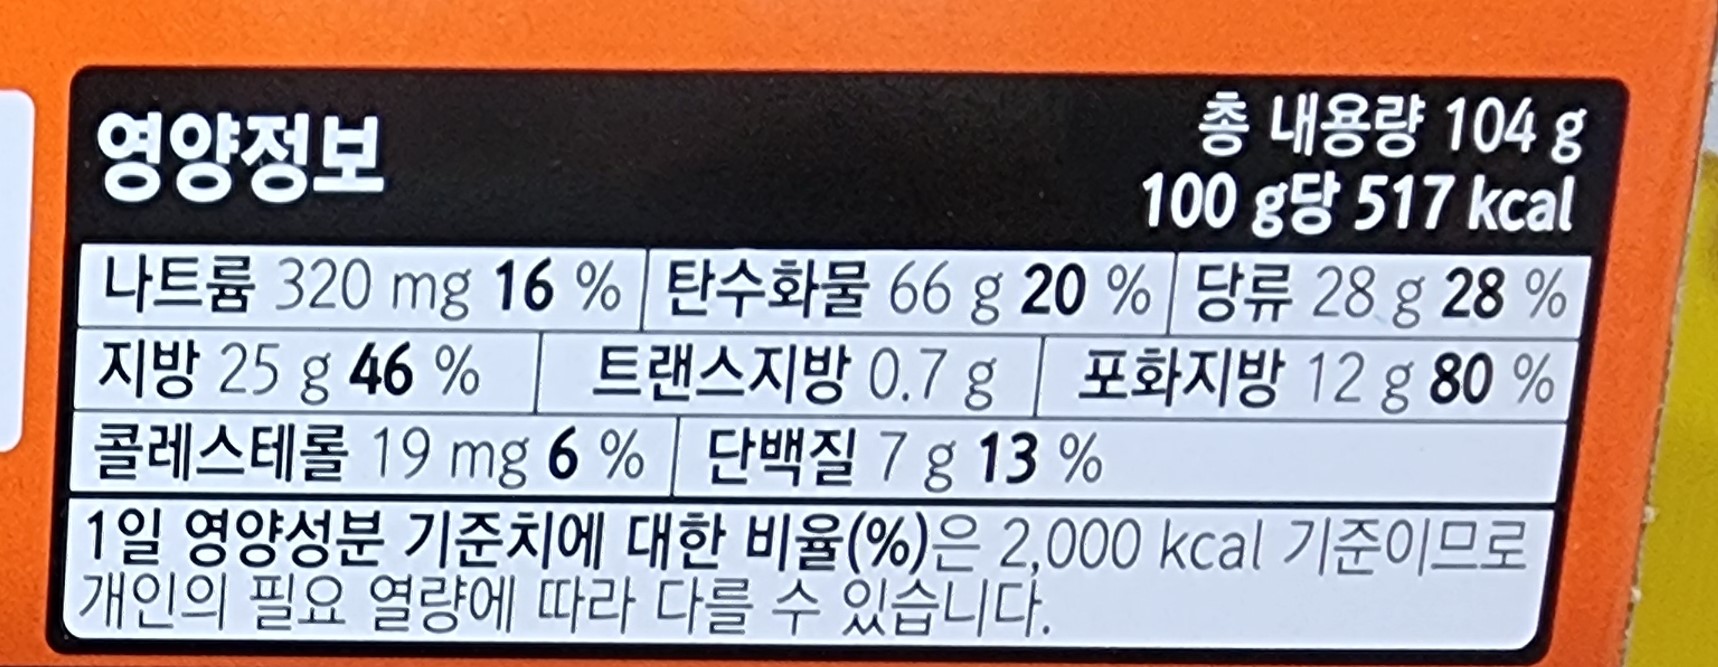 영양정보
총 내용량 104 g
100 g당 517 kcal
나트륨 320 mg 16 % 탄수화물 66 g 20 % 당류 28 g 28 %
지방 25 g 46 % 트랜스지방 0.7 g 포화지방 12 g 80 %
콜레스테롤 19 mg 6 % 단백질 7 g 13 %
1일 영양성분 기준치에 대한 비율(%)은 2,000 kcal 기준이므로
개인의 필요 열량에 따라 다를 수 있습니다.